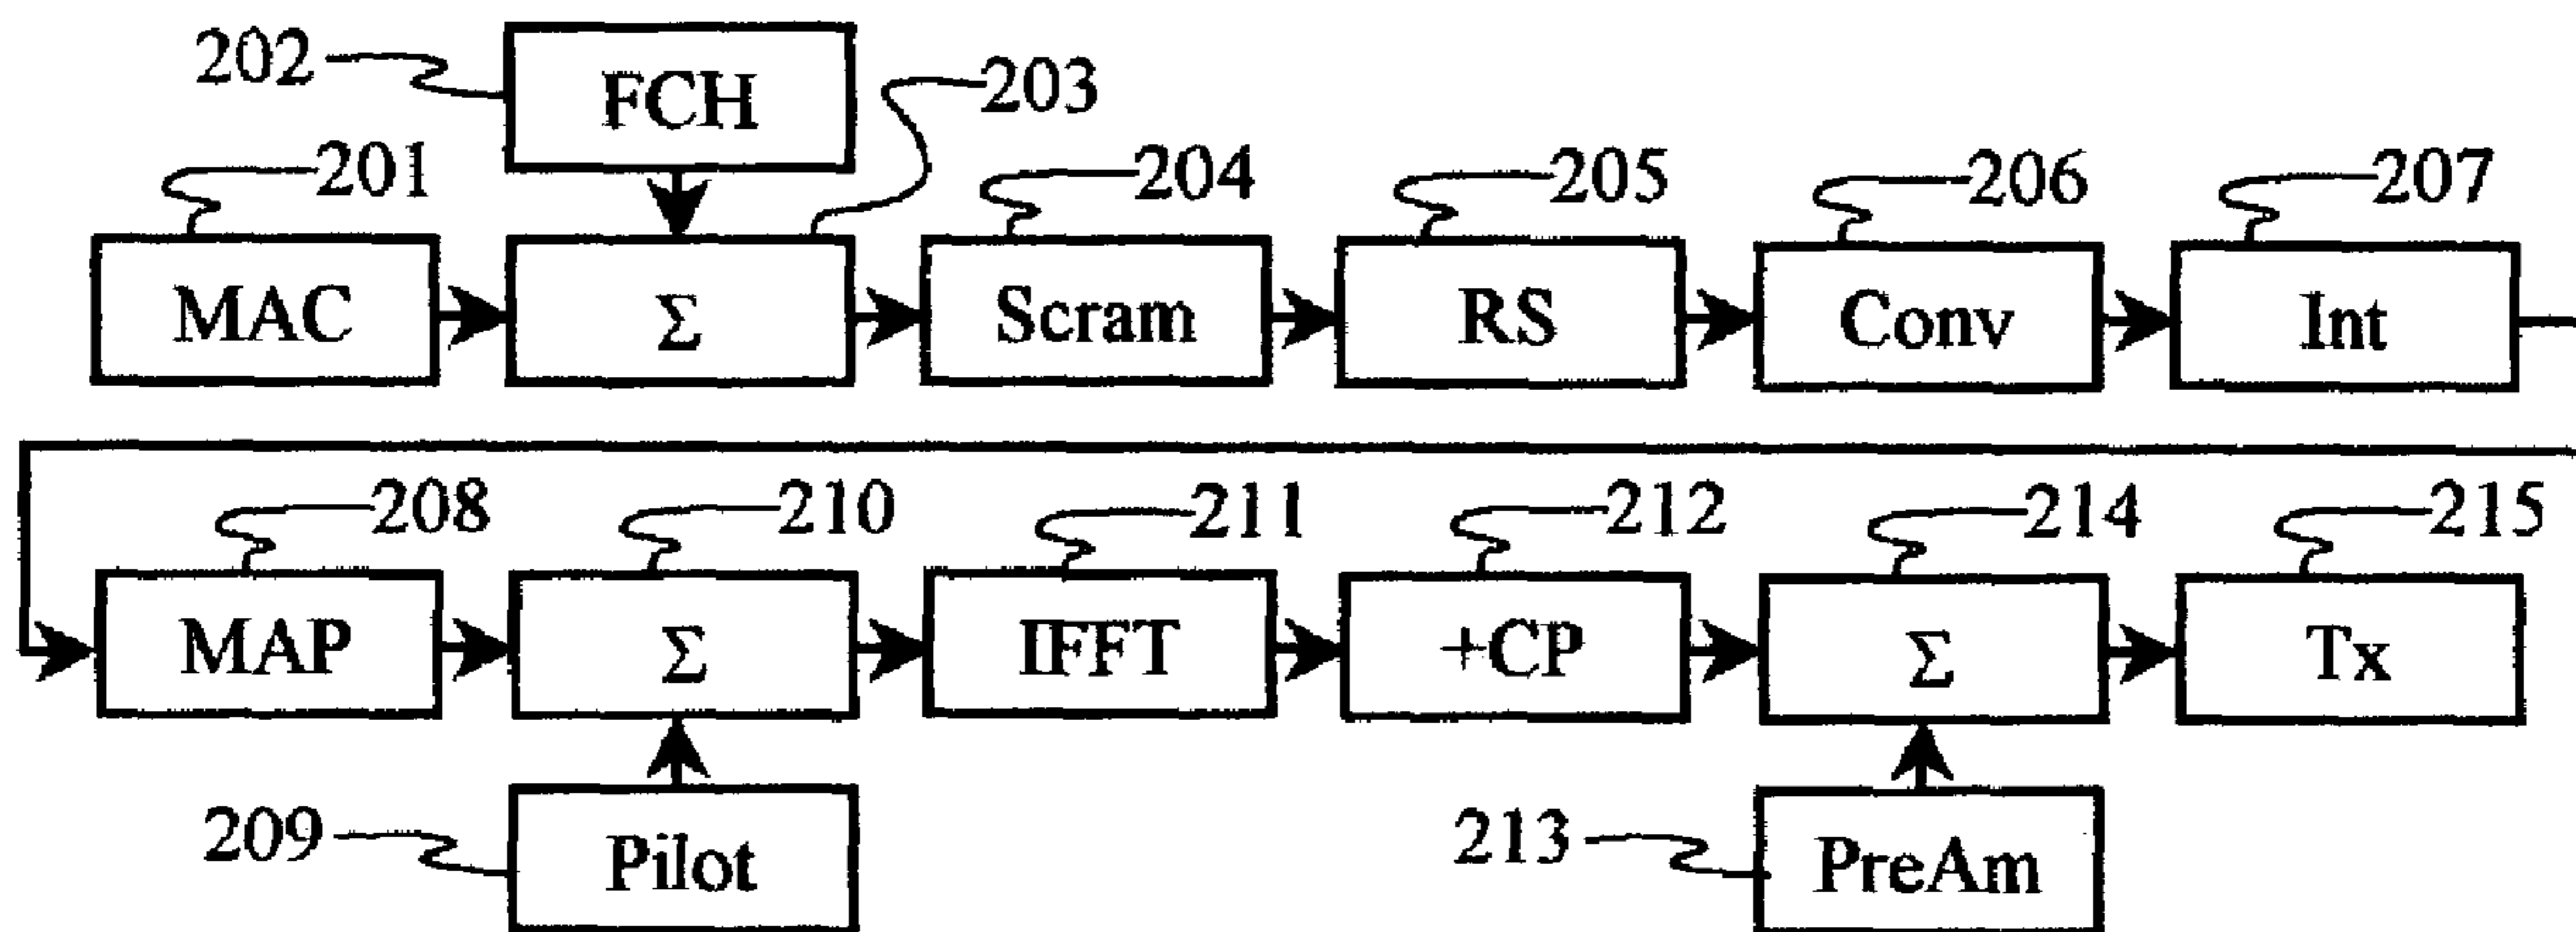 202 FCH 203
201 204 205 206 207
MAC Σ Scram RS Conv Int
208 210 211 212 214 215
MAP Σ IFFT +CP Σ Tx
209 Pilot 213 PreAm